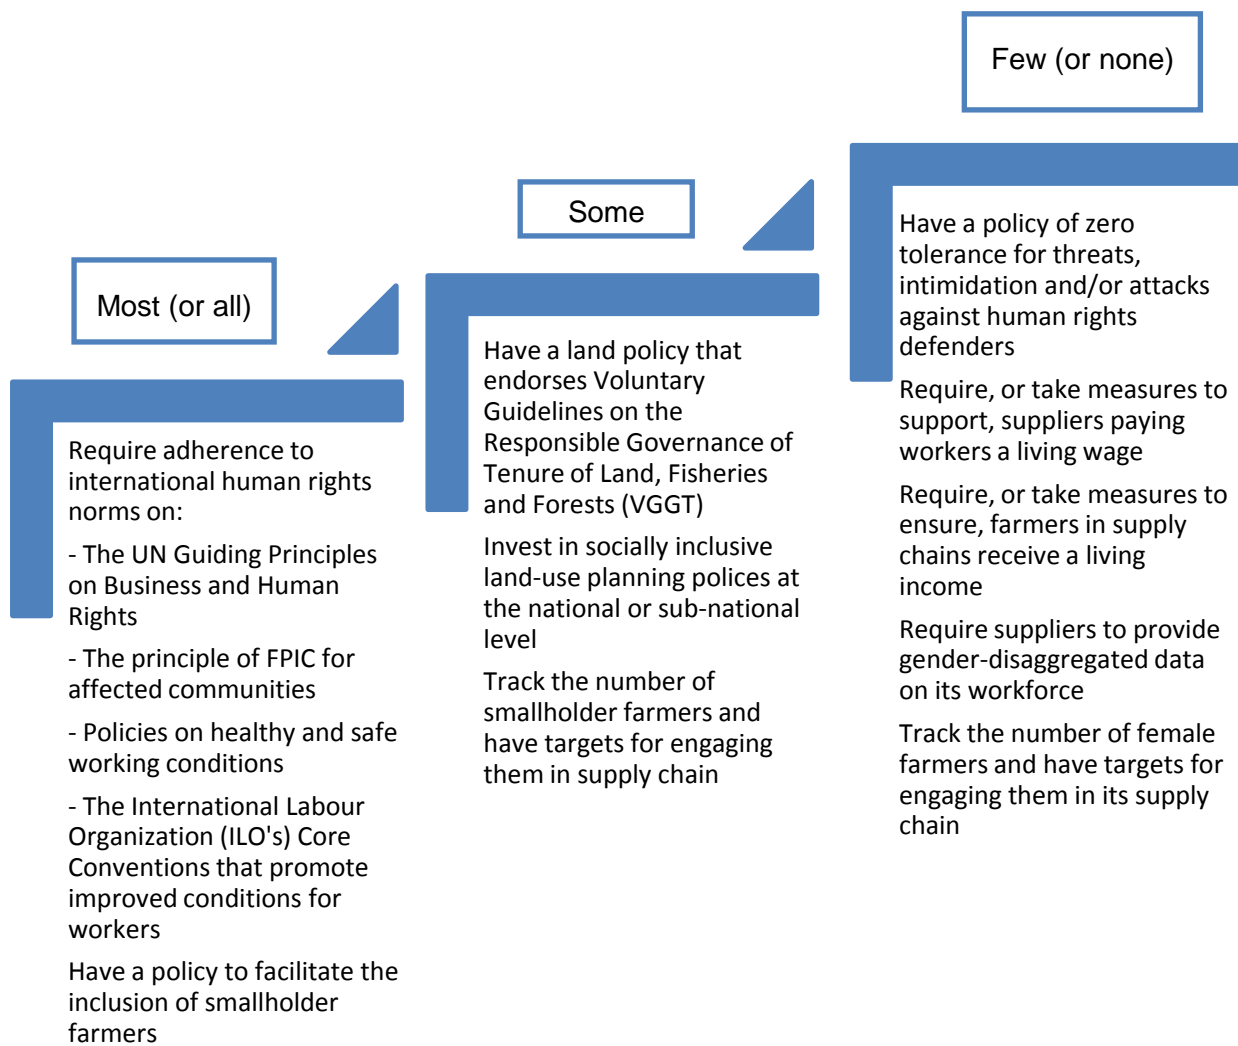 Most (or all)
Require adherence to
international human rights
norms on:
- The UN Guiding Principles
on Business and Human
Rights
- The principle of FPIC for
affected communities
- Policies on healthy and safe
working conditions
- The International Labour
Organization (ILO's) Core
Conventions that promote
improved conditions for
workers
Have a policy to facilitate the
inclusion of smallholder
farmers
Some
Have a land policy that
endorses Voluntary
Guidelines on the
Responsible Governance of
Tenure of Land, Fisheries
and Forests (VGGT)
Invest in socially inclusive
land-use planning polices at
the national or sub-national
level
Track the number of
smallholder farmers and
have targets for engaging
them in supply chain
Few (or none)
Have a policy of zero
tolerance for threats,
intimidation and/or attacks
against human rights
defenders
Require, or take measures to
support, suppliers paying
workers a living wage
Require, or take measures to
ensure, farmers in supply
chains receive a living
income
Require suppliers to provide
gender-disaggregated data
on its workforce
Track the number of female
farmers and have targets for
engaging them in its supply
chain